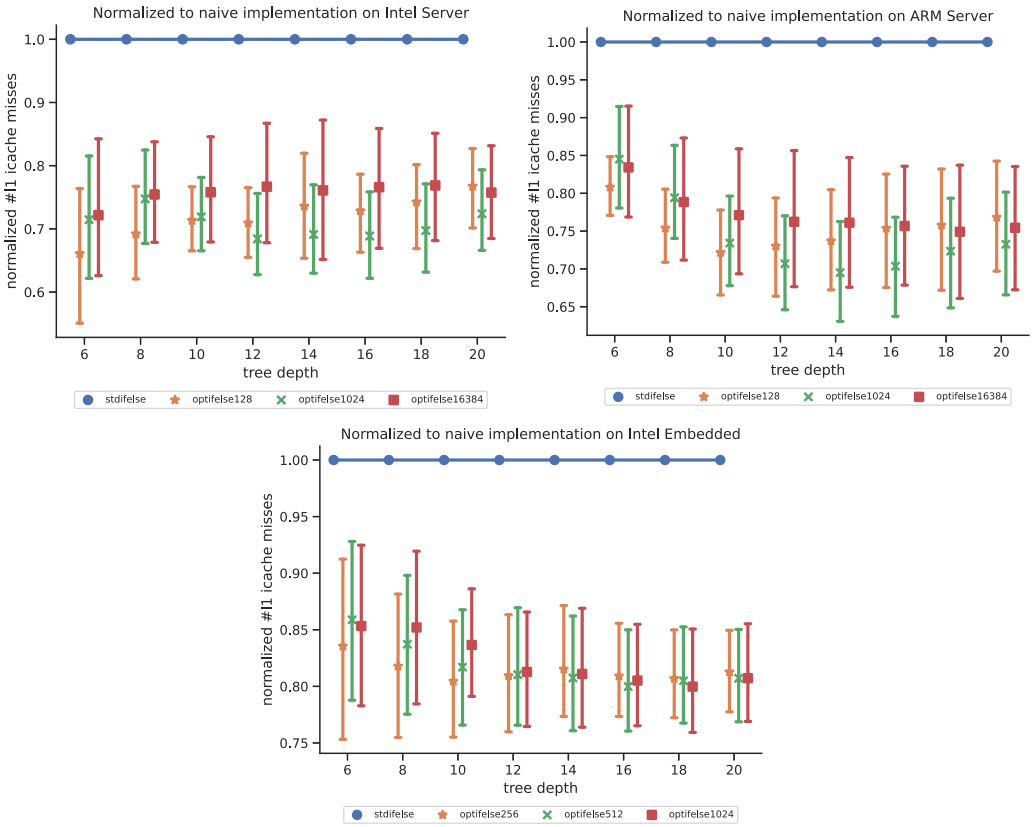 Normalized to naive implementation on Intel Server
normalized #l1 icache misses
1.0
0.9
0.8
0.7
0.6
6 8 10 12 14 16 18 20
tree depth
stdifelse optifelse128 optifelse1024 optifelse16384
Normalized to naive implementation on ARM Server
normalized #l1 icache misses
1.00
0.95
0.90
0.85
0.80
0.75
0.70
0.65
6 8 10 12 14 16 18 20
tree depth
stdifelse optifelse128 optifelse1024 optifelse16384
Normalized to naive implementation on Intel Embedded
normalized #l1 icache misses
1.00
0.95
0.90
0.85
0.80
0.75
6 8 10 12 14 16 18 20
tree depth
stdifelse optifelse256 optifelse512 optifelse1024